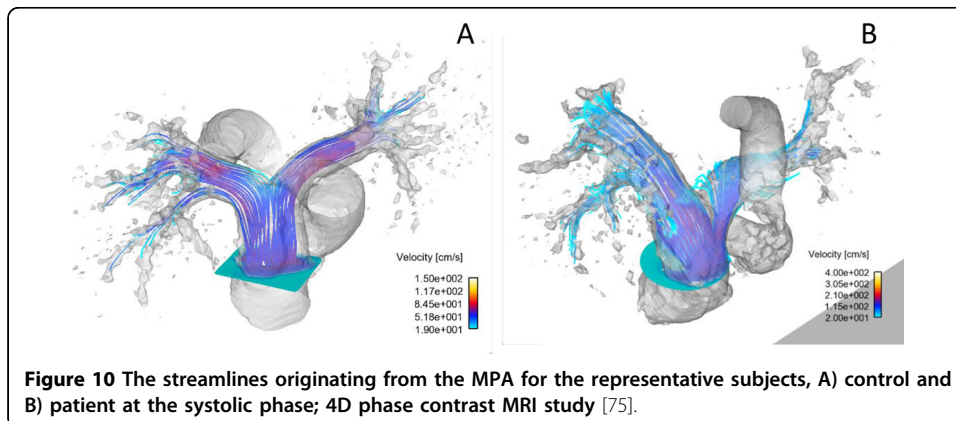 A
B
Velocity [cm/s]
1.50e+002
1.17e+002
8.45e+001
5.18e+001
1.90e+001
Velocity [cm/s]
4.00e+002
3.05e+002
2.10e+002
1.15e+002
2.00e+001
Figure 10 The streamlines originating from the MPA for the representative subjects, A) control and
B) patient at the systolic phase; 4D phase contrast MRI study [75].